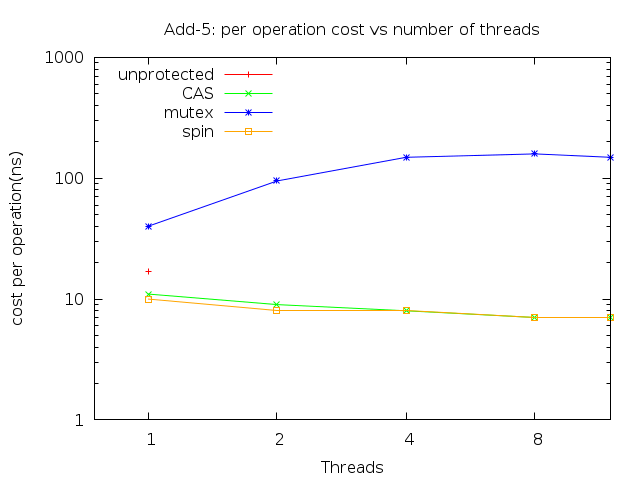 Add-5: per operation cost vs number of threads
1000
100
10
1
cost per operation(ns)
unprotected
CAS
mutex
spin
1 2 4 8
Threads